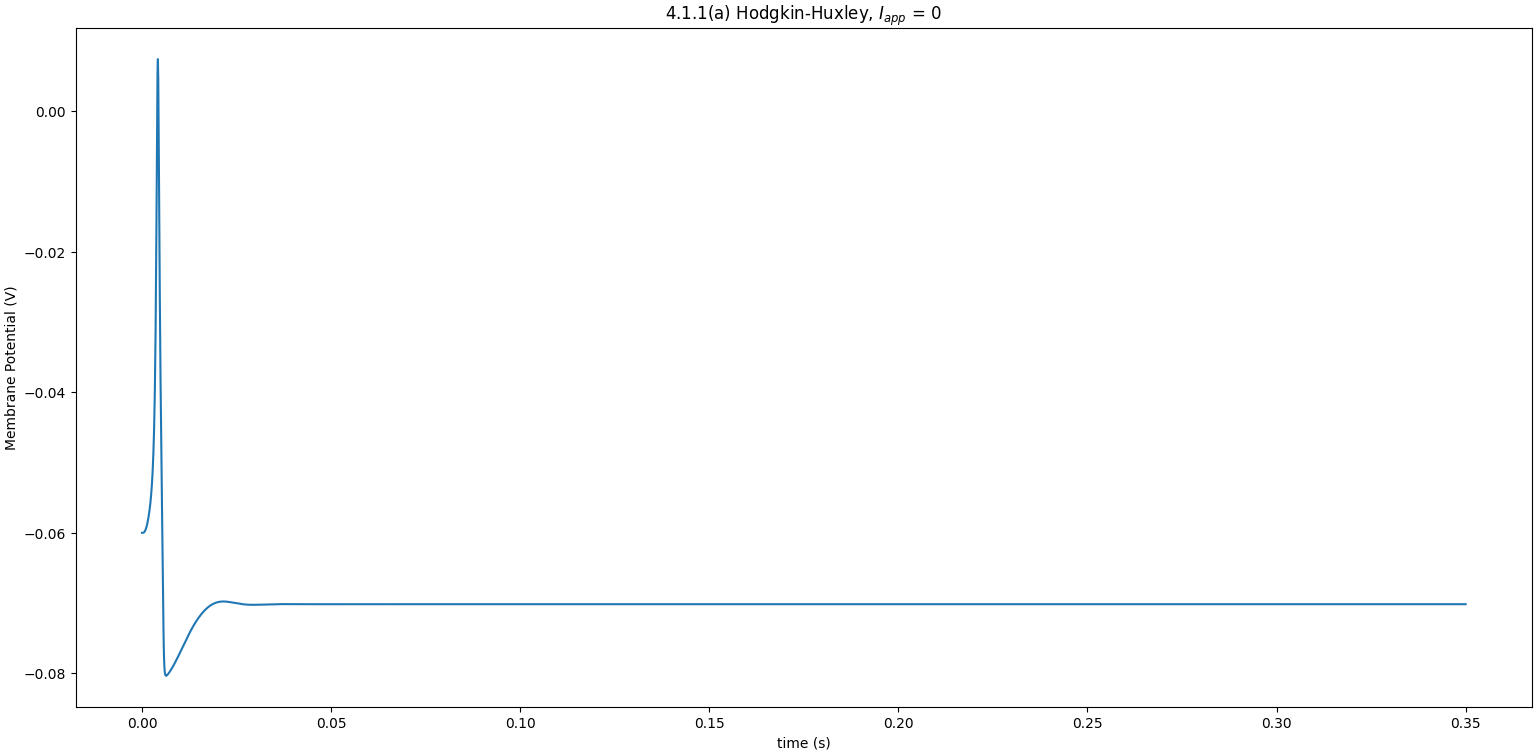 4.1.1(a) Hodgkin-Huxley, I_app = 0
0.00
−0.02
−0.04
−0.06
−0.08
Membrane Potential (V)
0.00 0.05 0.10 0.15 0.20 0.25 0.30 0.35
time (s)